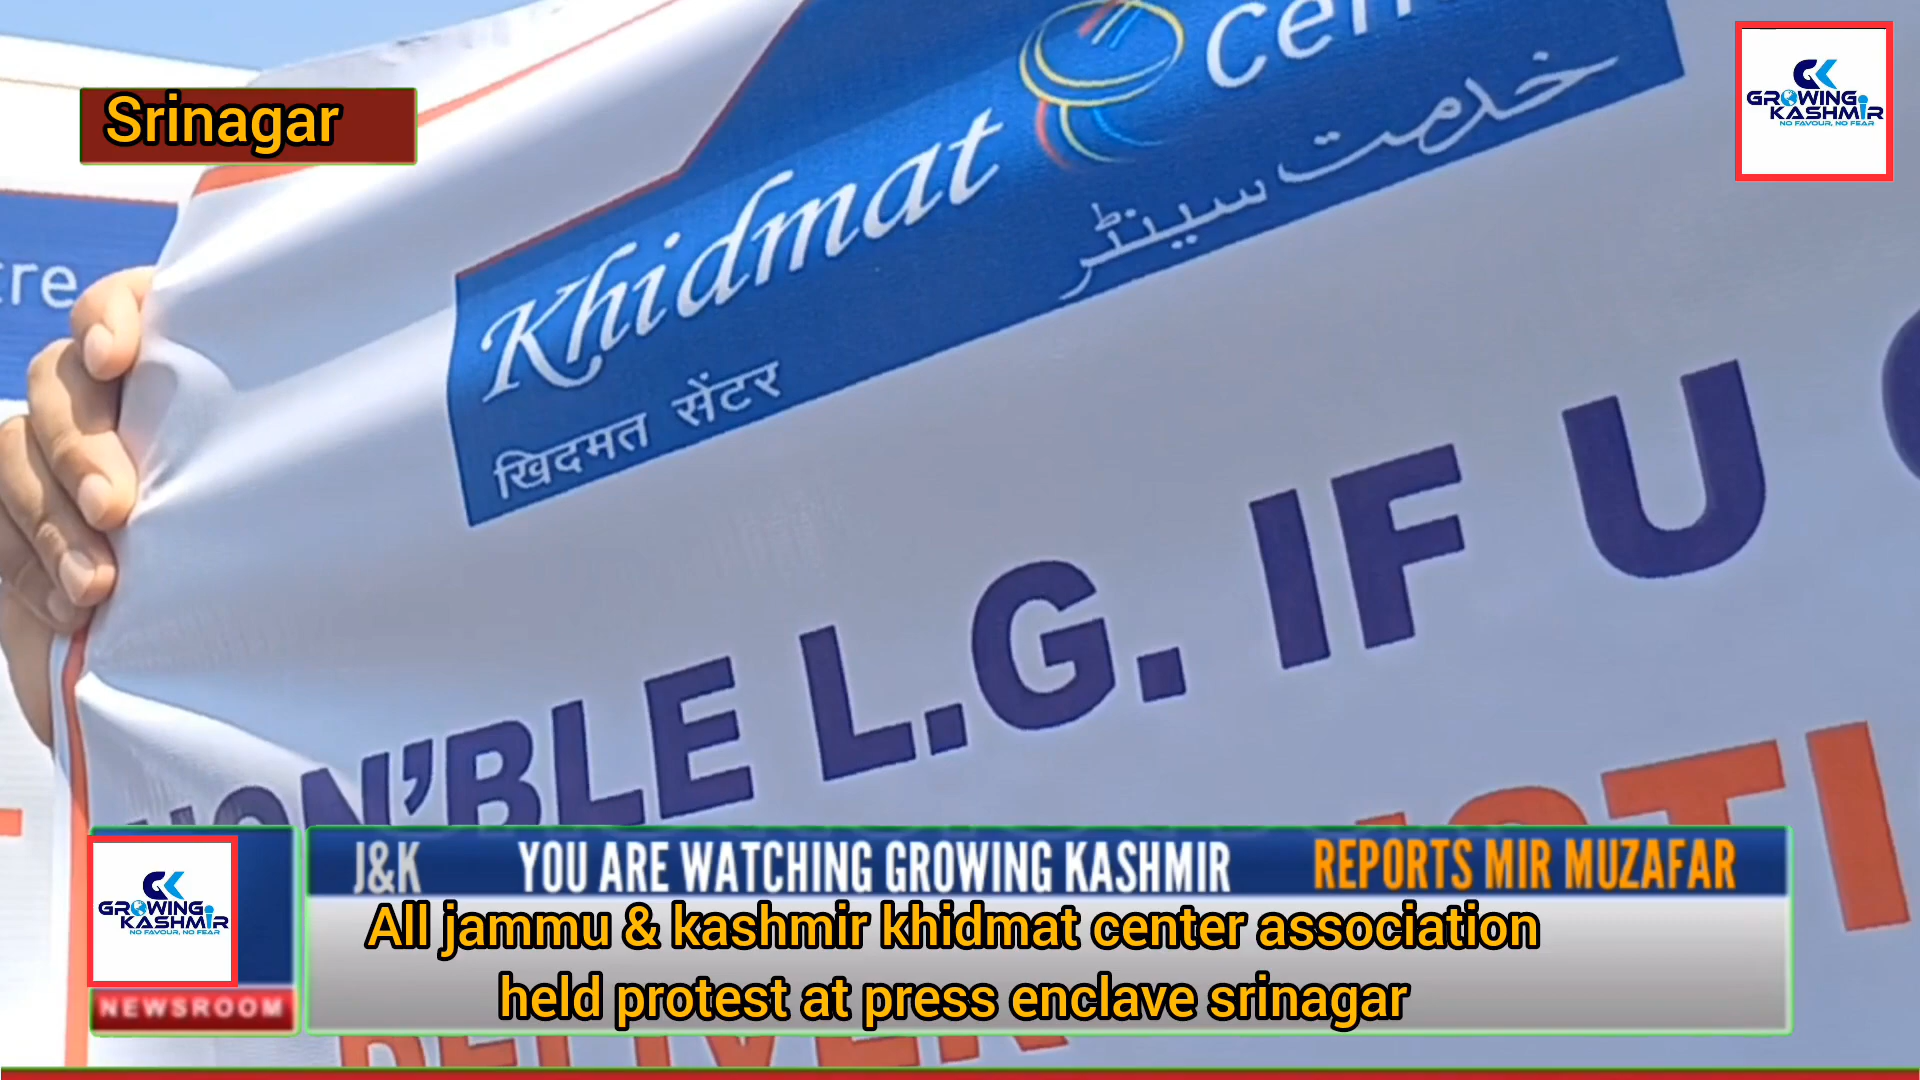 Srinagar
GROWING
KASHMIR
NO FAVOUR, NO FEAR
Khidmat
خدمت سینٹر
खिदमत सेंटर
tre
HON'BLE L.G. IF U
J&K YOU ARE WATCHING GROWING KASHMIR REPORTS MIR MUZAFAR
GROWING
KASHMIR
NO FAVOUR, NO FEAR
All jammu & kashmir khidmat center association
held protest at press enclave srinagar
NEWSROOM